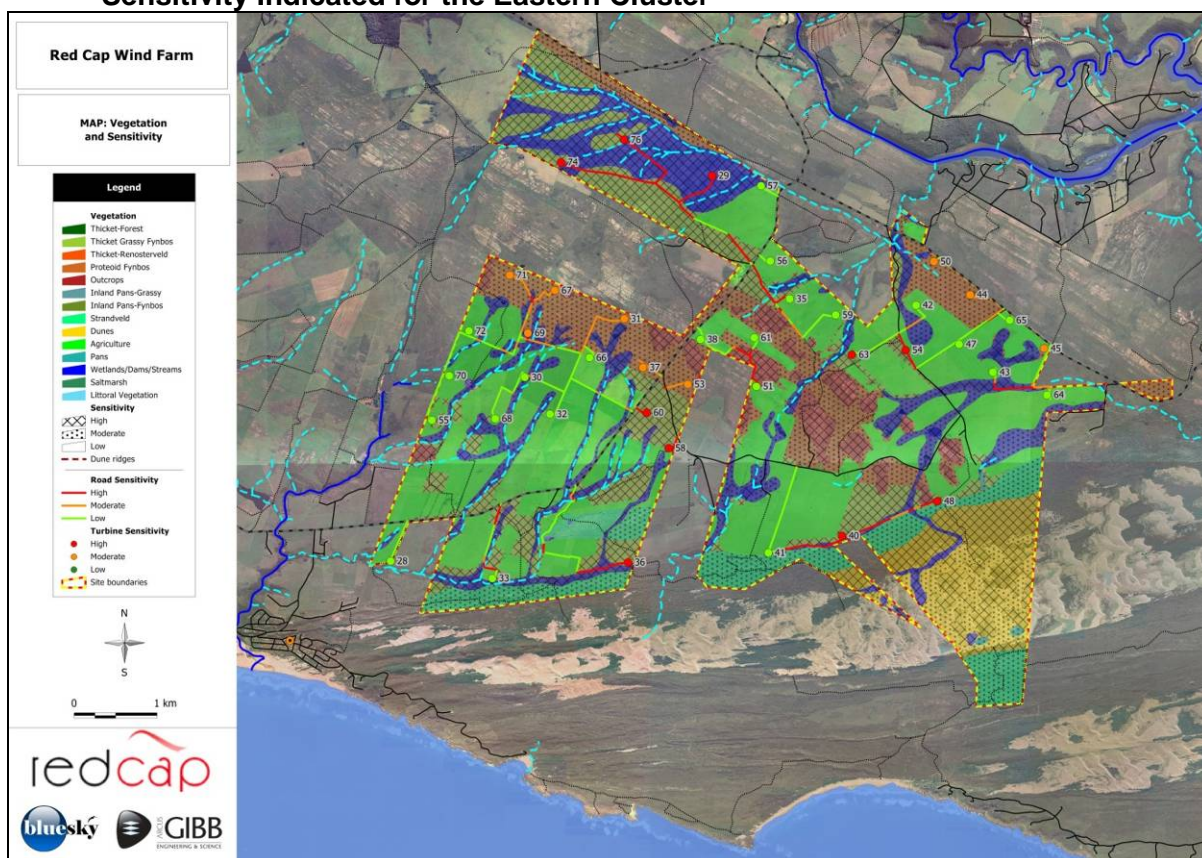 Sensitivity Indicated for the Eastern Cluster
Red Cap Wind Farm
MAP: Vegetation
and Sensitivity
Legend
Vegetation
Thicket-Forest
Thicket Grassy Fynbos
Thicket-Renosterveld
Proteoid Fynbos
Outcrops
Inland Pans-Grassy
Inland Pans-Fynbos
Strandveld
Dunes
Agriculture
Pans
Wetlands/Dams/Streams
Saltmarsh
Littoral Vegetation
Sensitivity
High
Moderate
Low
Dune ridges
Road Sensitivity
High
Moderate
Low
Turbine Sensitivity
High
Moderate
Low
Site boundaries
N
S
0 1 km
redcap
bluesky
ARCUS
GIBB
ENGINEERING & SCIENCE
76
74
29
57
50
56
71
67
44
35
42
59
65
31
72
69
38
61
47
54
45
66
63
37
43
70
30
53
51
64
60
32
68
55
58
48
40
41
28
36
33